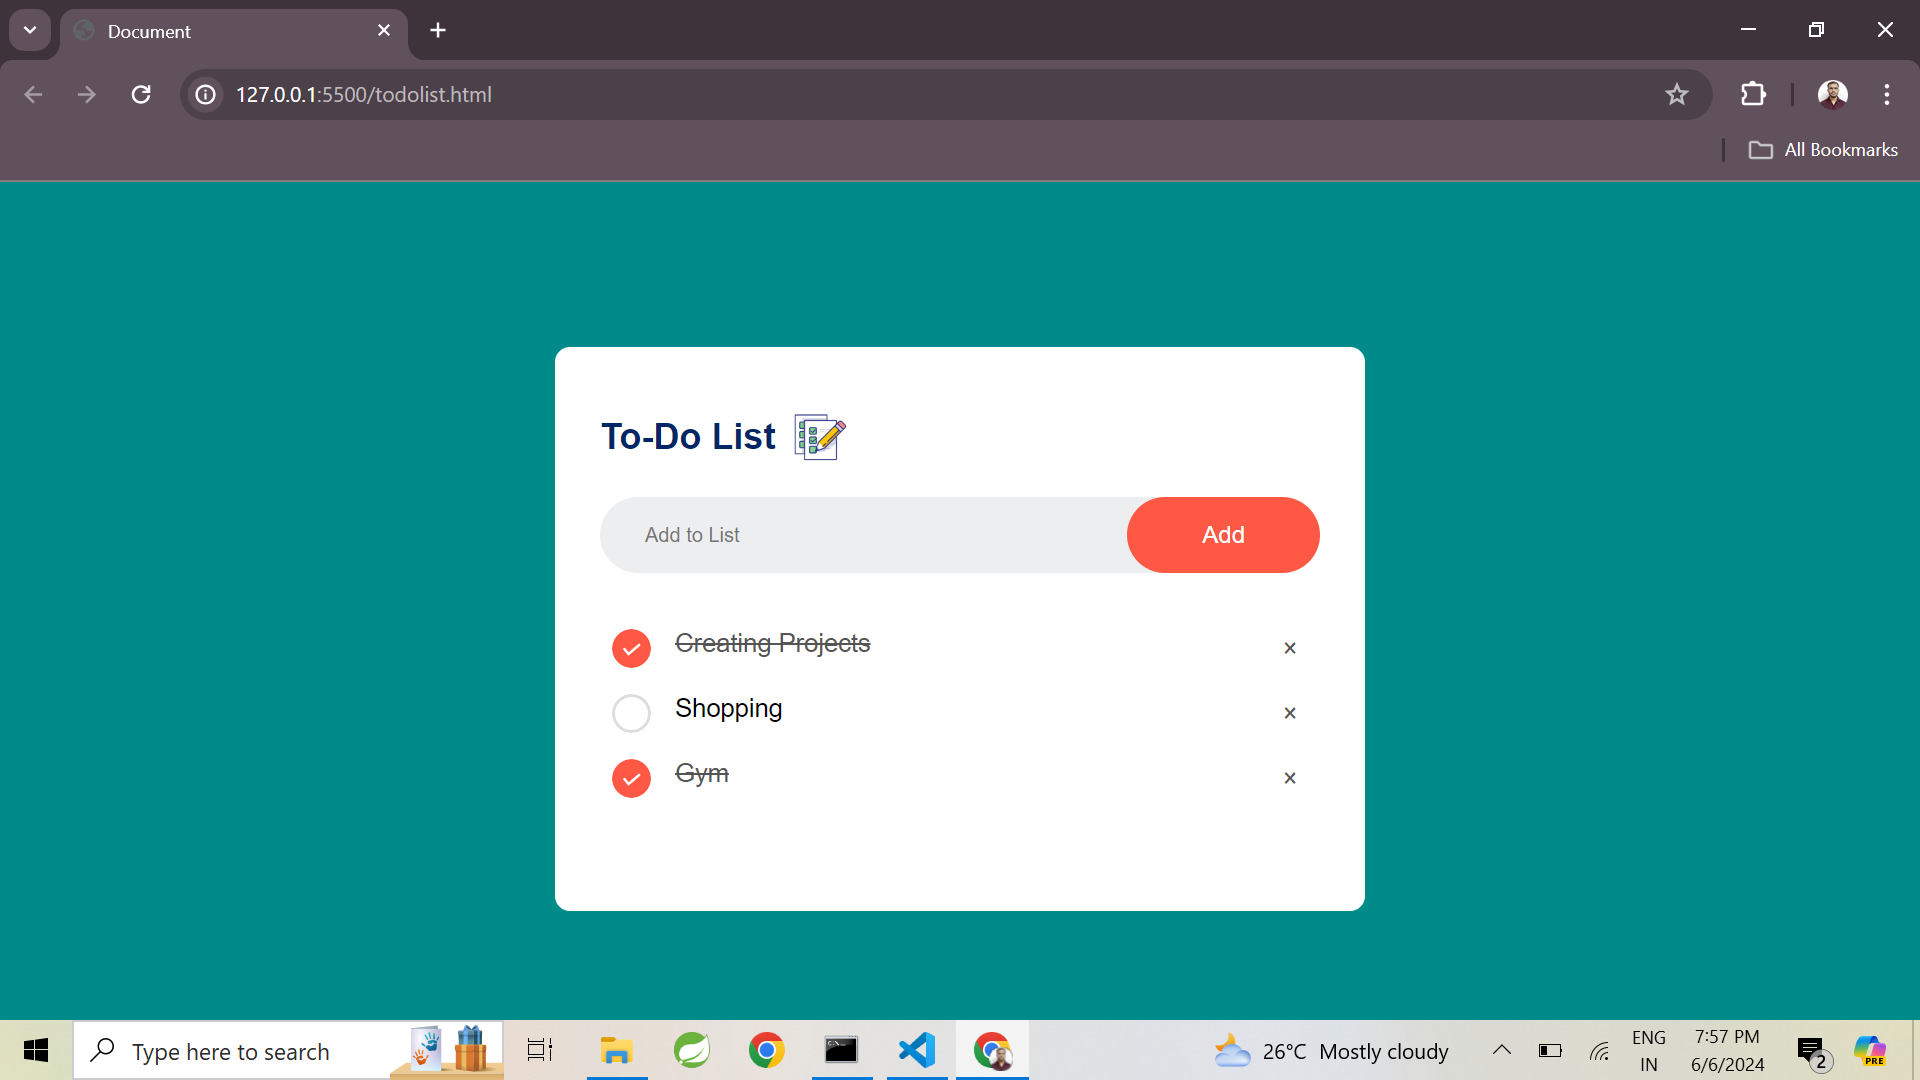 Document
127.0.0.1:5500/todolist.html
All Bookmarks
To-Do List
Add to List
Add
Creating Projects
×
Shopping
×
Gym
×
Type here to search
26°C Mostly cloudy
ENG
IN
7:57 PM
6/6/2024
2
PRE